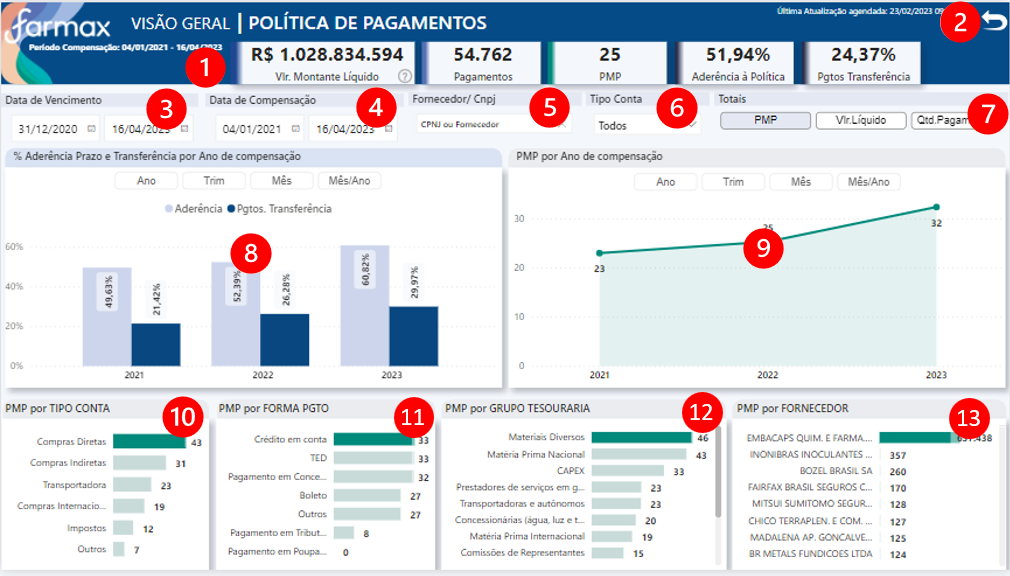 farmax
VISÃO GERAL | POLÍTICA DE PAGAMENTOS
Última Atualização agendada: 23/02/2023 09
2
Período Compensação: 04/01/2021 - 16/04/2023
1
R$ 1.028.834.594
Vlr. Montante Líquido
?
54.762
Pagamentos
25
PMP
51,94%
Aderência à Política
24,37%
Pgtos Transferência
Data de Vencimento
3
31/12/2020
16/04/2023
Data de Compensação
4
04/01/2021
16/04/2023
Fornecedor/ Cnpj
5
CPNJ ou Fornecedor
Tipo Conta
6
Todos
Totais
7
PMP
Vlr.Líquido
Qtd.Pagam
% Aderência Prazo e Transferência por Ano de compensação
Ano
Trim
Mês
Mês/Ano
Aderência
Pgtos. Transferência
8
60%
40%
20%
0%
49,63%
21,42%
52,39%
26,28%
60,82%
29,97%
2021
2022
2023
PMP por Ano de compensação
Ano
Trim
Mês
Mês/Ano
30
20
10
0
23
25
32
9
2021
2022
2023
PMP por TIPO CONTA
10
Compras Diretas 43
Compras Indiretas 31
Transportadora 23
Compras Internacio... 19
Impostos 12
Outros 7
PMP por FORMA PGTO
11
Crédito em conta 33
TED 33
Pagamento em Conce... 32
Boleto 27
Outros 27
Pagamento em Tribut... 8
Pagamento em Poupa... 0
PMP por GRUPO TESOURARIA
12
Materiais Diversos 46
Matéria Prima Nacional 43
CAPEX 33
Prestadores de serviços em g... 23
Transportadoras e autônomos 23
Concessionárias (água, luz e t... 20
Matéria Prima Internacional 19
Comissões de Representantes 15
PMP por FORNECEDOR
13
EMBACAPS QUIM. E FARMA... .438
INONIBRAS INOCULANTES ... 357
BOZEL BRASIL SA 260
FAIRFAX BRASIL SEGUROS C... 170
MITSUI SUMITOMO SEGUR... 128
CHICO TERRAPLEN. E COM. ... 127
MADALENA AP. GONCALVE... 125
BR METALS FUNDICOES LTDA 124